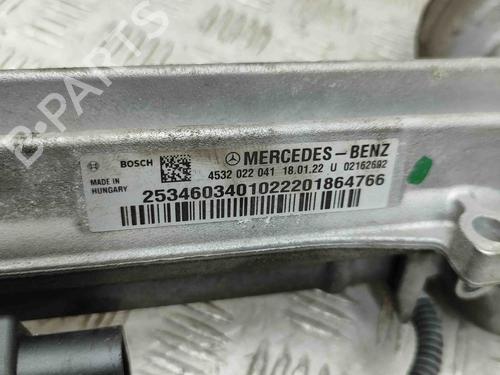 B-PARTS
BOSCH
MERCEDES-BENZ
4532 022 041 18.01.22 U 02162692
MADE IN
HUNGARY
2534603401022201864766